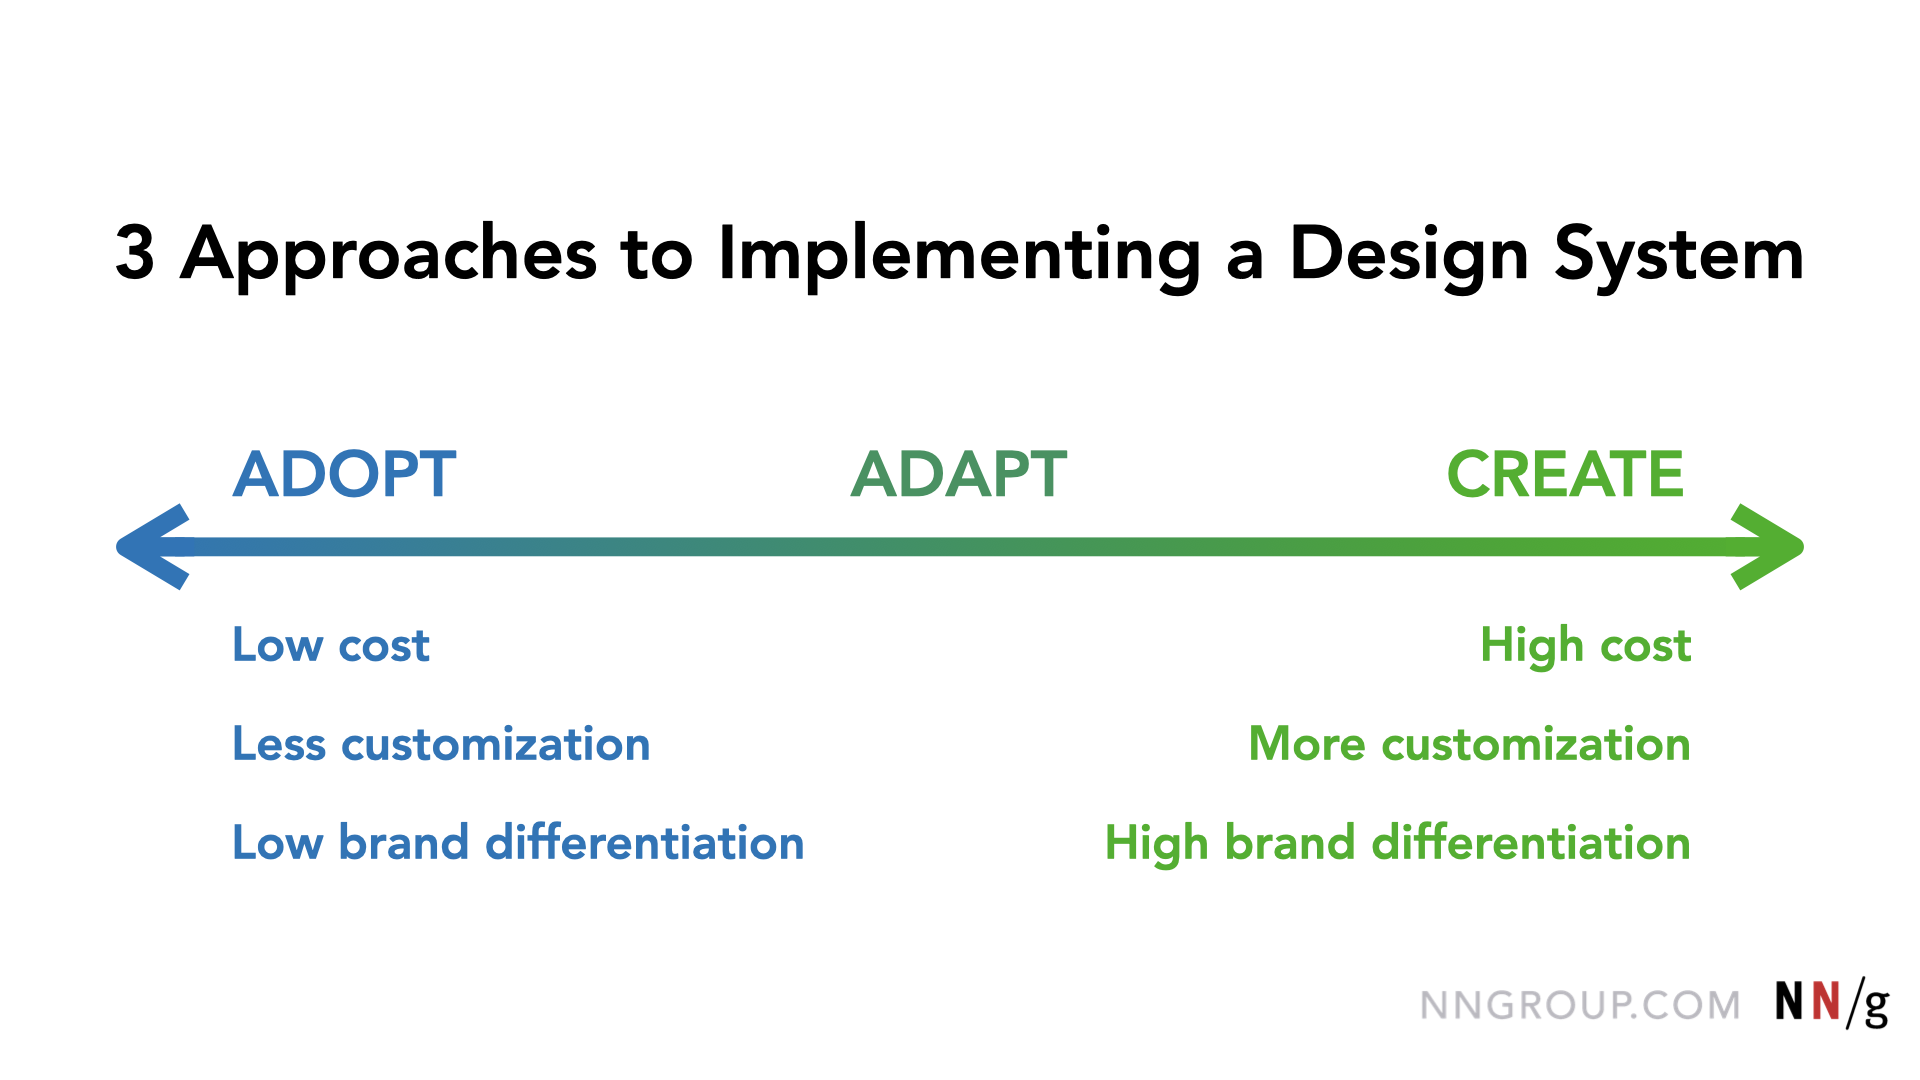 3 Approaches to Implementing a Design System
ADOPT
ADAPT
CREATE
Low cost
High cost
Less customization
More customization
Low brand differentiation
High brand differentiation
NNGROUP.COM NN/g